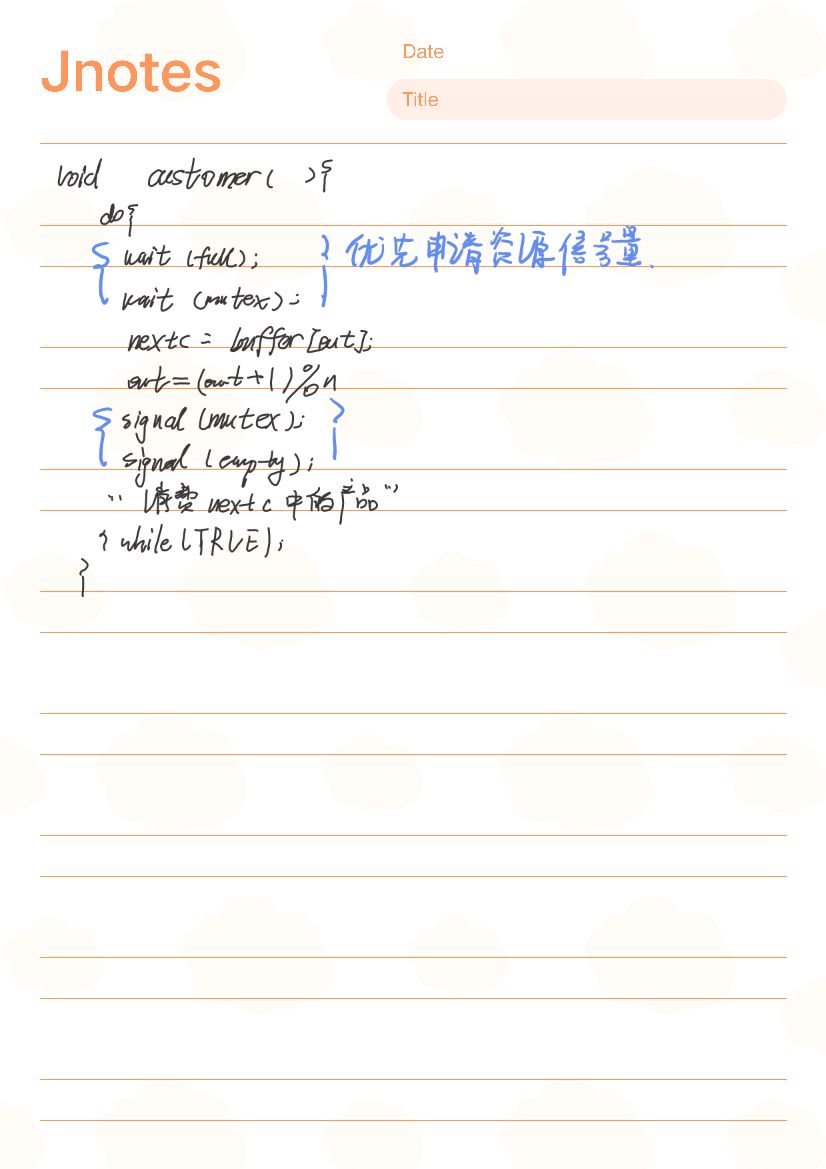 Jnotes
Date
Title
void customer( ){
do{
wait (full); 优先申请资源信号量.
wait (mutex);
nextc = buffer[out];
out=(out+1)%n
signal (mutex);
signal (empty);
"消费 nextc 中的产品"
} while(TRUE);
}